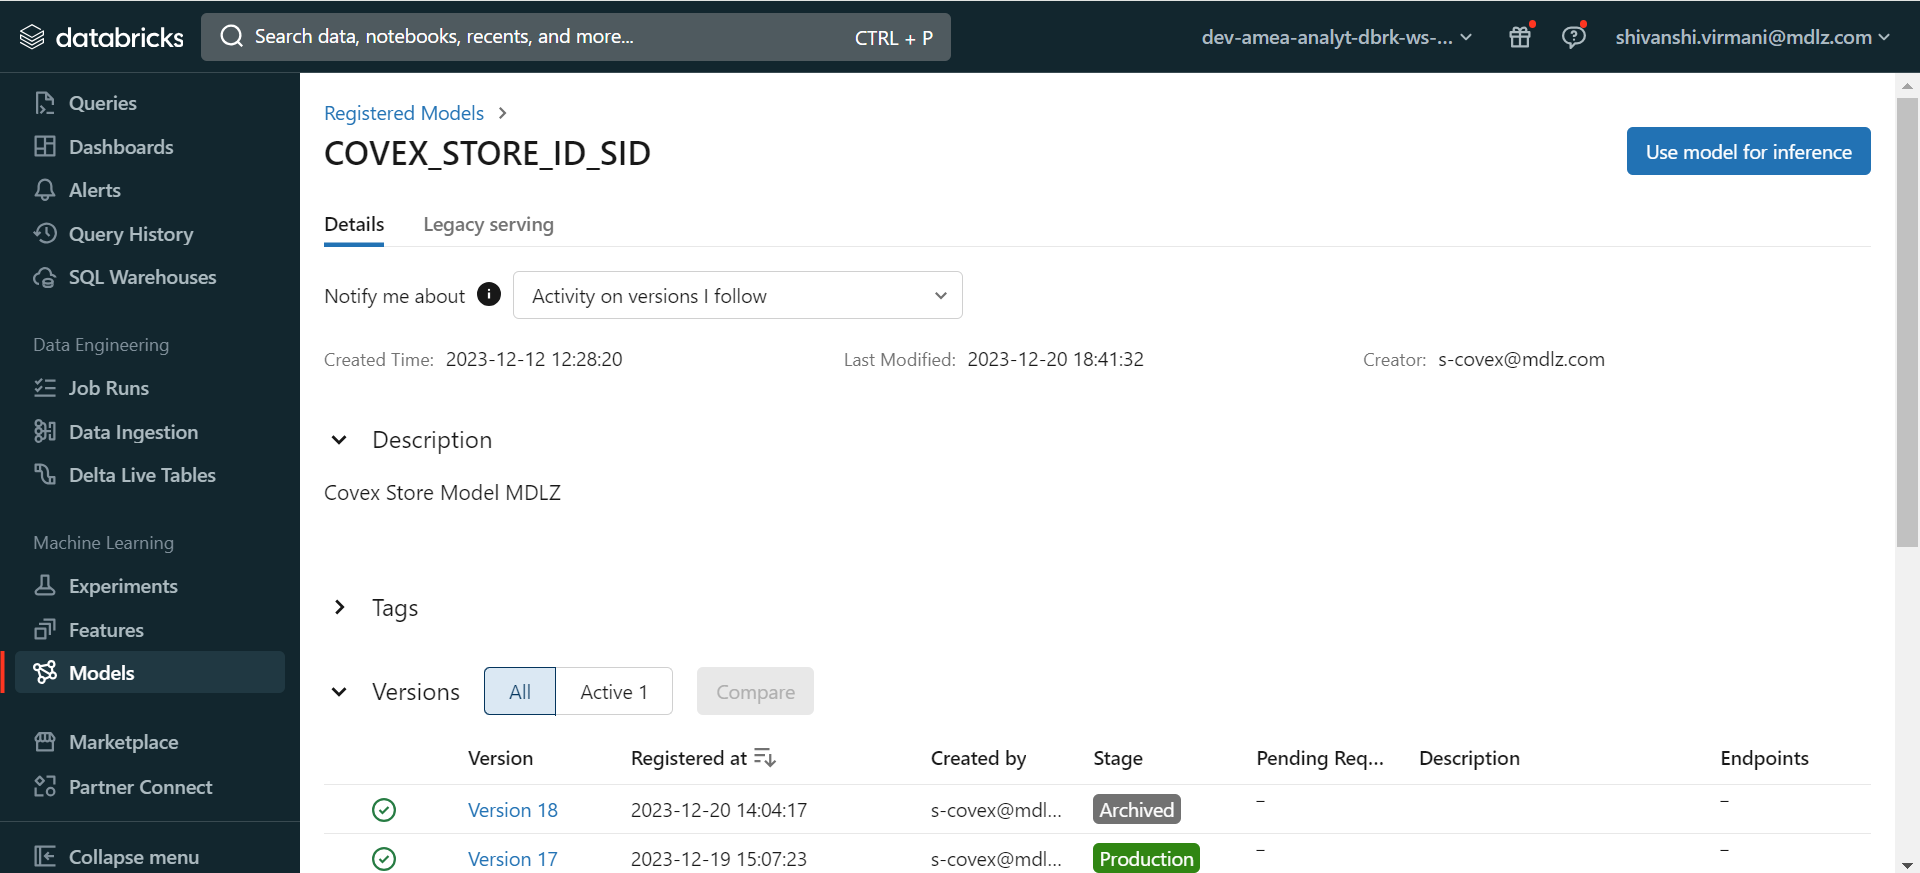 databricks
Search data, notebooks, recents, and more...
CTRL + P
dev-amea-analyt-dbrk-ws-...
shivanshi.virmani@mdlz.com
Queries
Dashboards
Alerts
Query History
SQL Warehouses
Data Engineering
Job Runs
Data Ingestion
Delta Live Tables
Machine Learning
Experiments
Features
Models
Marketplace
Partner Connect
Collapse menu
Registered Models >
COVEX_STORE_ID_SID
Use model for inference
Details Legacy serving
Notify me about i Activity on versions I follow
Created Time: 2023-12-12 12:28:20 Last Modified: 2023-12-20 18:41:32 Creator: s-covex@mdlz.com
Description
Covex Store Model MDLZ
Tags
Versions All Active 1 Compare
Version Registered at Created by Stage Pending Req... Description Endpoints
Version 18 2023-12-20 14:04:17 s-covex@mdl... Archived – –
Version 17 2023-12-19 15:07:23 s-covex@mdl... Production – –